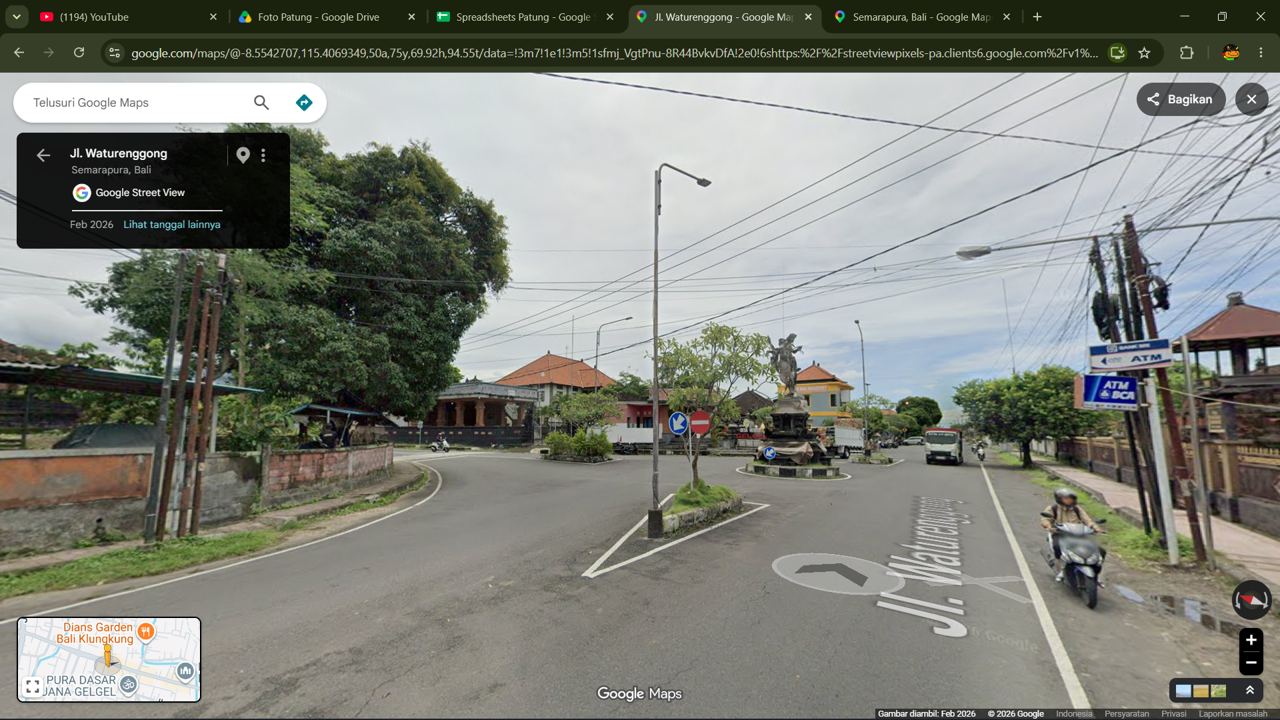 (1194) YouTube
Foto Patung - Google Drive
Spreadsheets Patung - Google S
Jl. Waturenggong - Google Ma
Semarapura, Bali - Google Map
google.com/maps/@-8.5542707,115.4069349,50a,75y,69.92h,94.55t/data=!3m7!1e1!3m5!1sfmj_VgtPnu-8R44BvkvDfA!2e0!6shttps:%2F%2Fstreetviewpixels-pa.clients6.google.com%2Fv1%...
Telusuri Google Maps
Bagikan
Jl. Waturenggong
Semarapura, Bali
Google Street View
Feb 2026 Lihat tanggal lainnya
BANK BRI
ATM
ATM
BCA
Jl. Waturenggong
Dians Garden
Bali Klungkung
PURA DASAR
UANA GELGEL
Google Maps
Gambar diambil: Feb 2026 © 2026 Google Indonesia Persyaratan Privasi Laporkan masalah